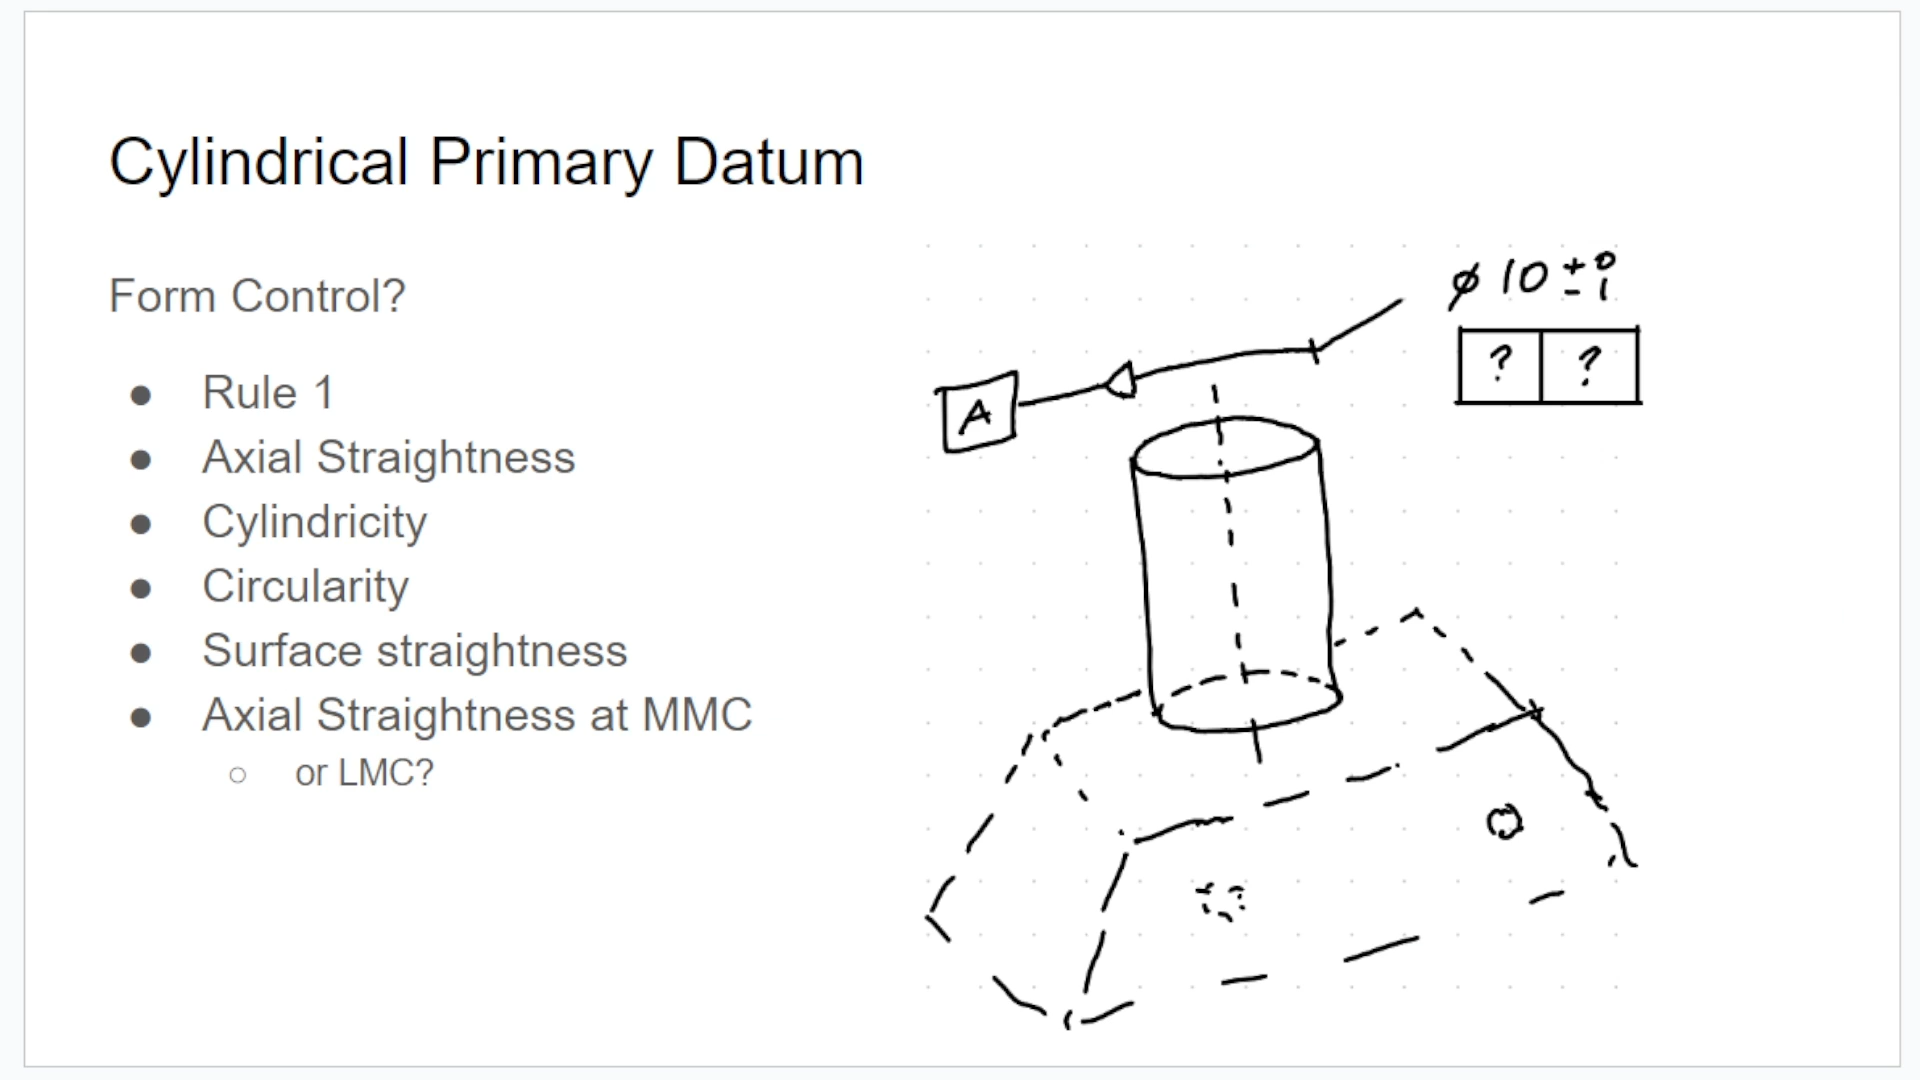 Cylindrical Primary Datum
Form Control?
● Rule 1
● Axial Straightness
● Cylindricity
● Circularity
● Surface straightness
● Axial Straightness at MMC
○ or LMC?
A
⌀ 10 +0 -1
? ?